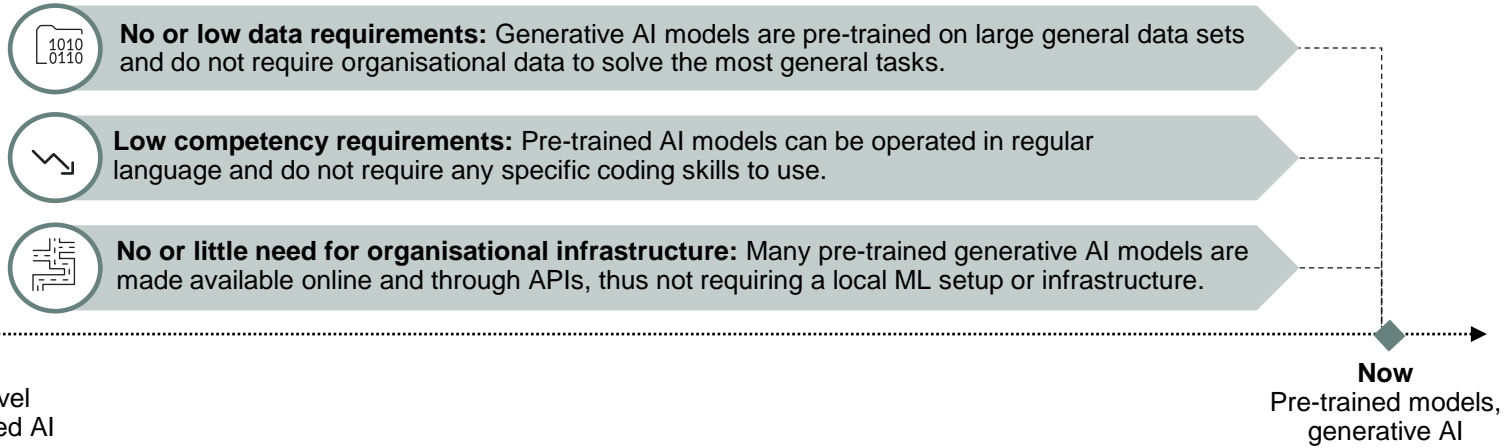 1010
0110
No or low data requirements: Generative AI models are pre-trained on large general data sets
and do not require organisational data to solve the most general tasks.
Low competency requirements: Pre-trained AI models can be operated in regular
language and do not require any specific coding skills to use.
No or little need for organisational infrastructure: Many pre-trained generative AI models are
made available online and through APIs, thus not requiring a local ML setup or infrastructure.
vel
ed AI
Now
Pre-trained models,
generative AI